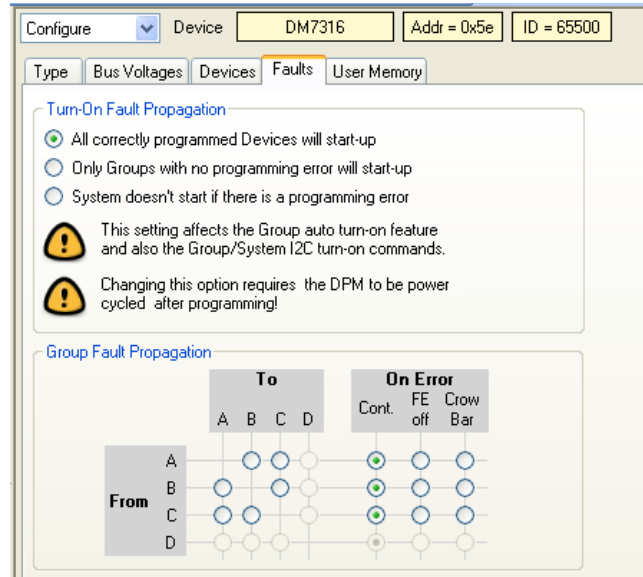 Configure Device DM7316 Addr = 0x5e ID = 65500
Type Bus Voltages Devices Faults User Memory
Turn-On Fault Propagation
All correctly programmed Devices will start-up
Only Groups with no programming error will start-up
System doesn't start if there is a programming error
This setting affects the Group auto turn-on feature
and also the Group/System I2C turn-on commands.
Changing this option requires the DPM to be power
cycled after programming!
Group Fault Propagation
To On Error
A B C D Cont. FE off Crow Bar
From
A
B
C
D